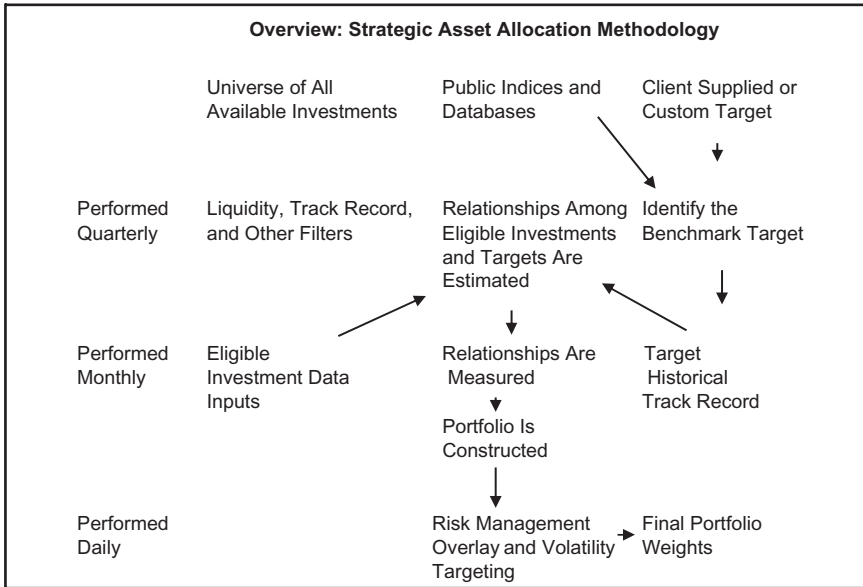 Overview: Strategic Asset Allocation Methodology
Universe of All
Available Investments
Public Indices and
Databases
Client Supplied or
Custom Target
Performed
Quarterly
Liquidity, Track Record,
and Other Filters
Relationships Among
Eligible Investments
and Targets Are
Estimated
Identify the
Benchmark Target
Performed
Monthly
Eligible
Investment Data
Inputs
Relationships Are
Measured
Target
Historical
Track Record
Portfolio Is
Constructed
Performed
Daily
Risk Management
Overlay and Volatility
Targeting
Final Portfolio
Weights